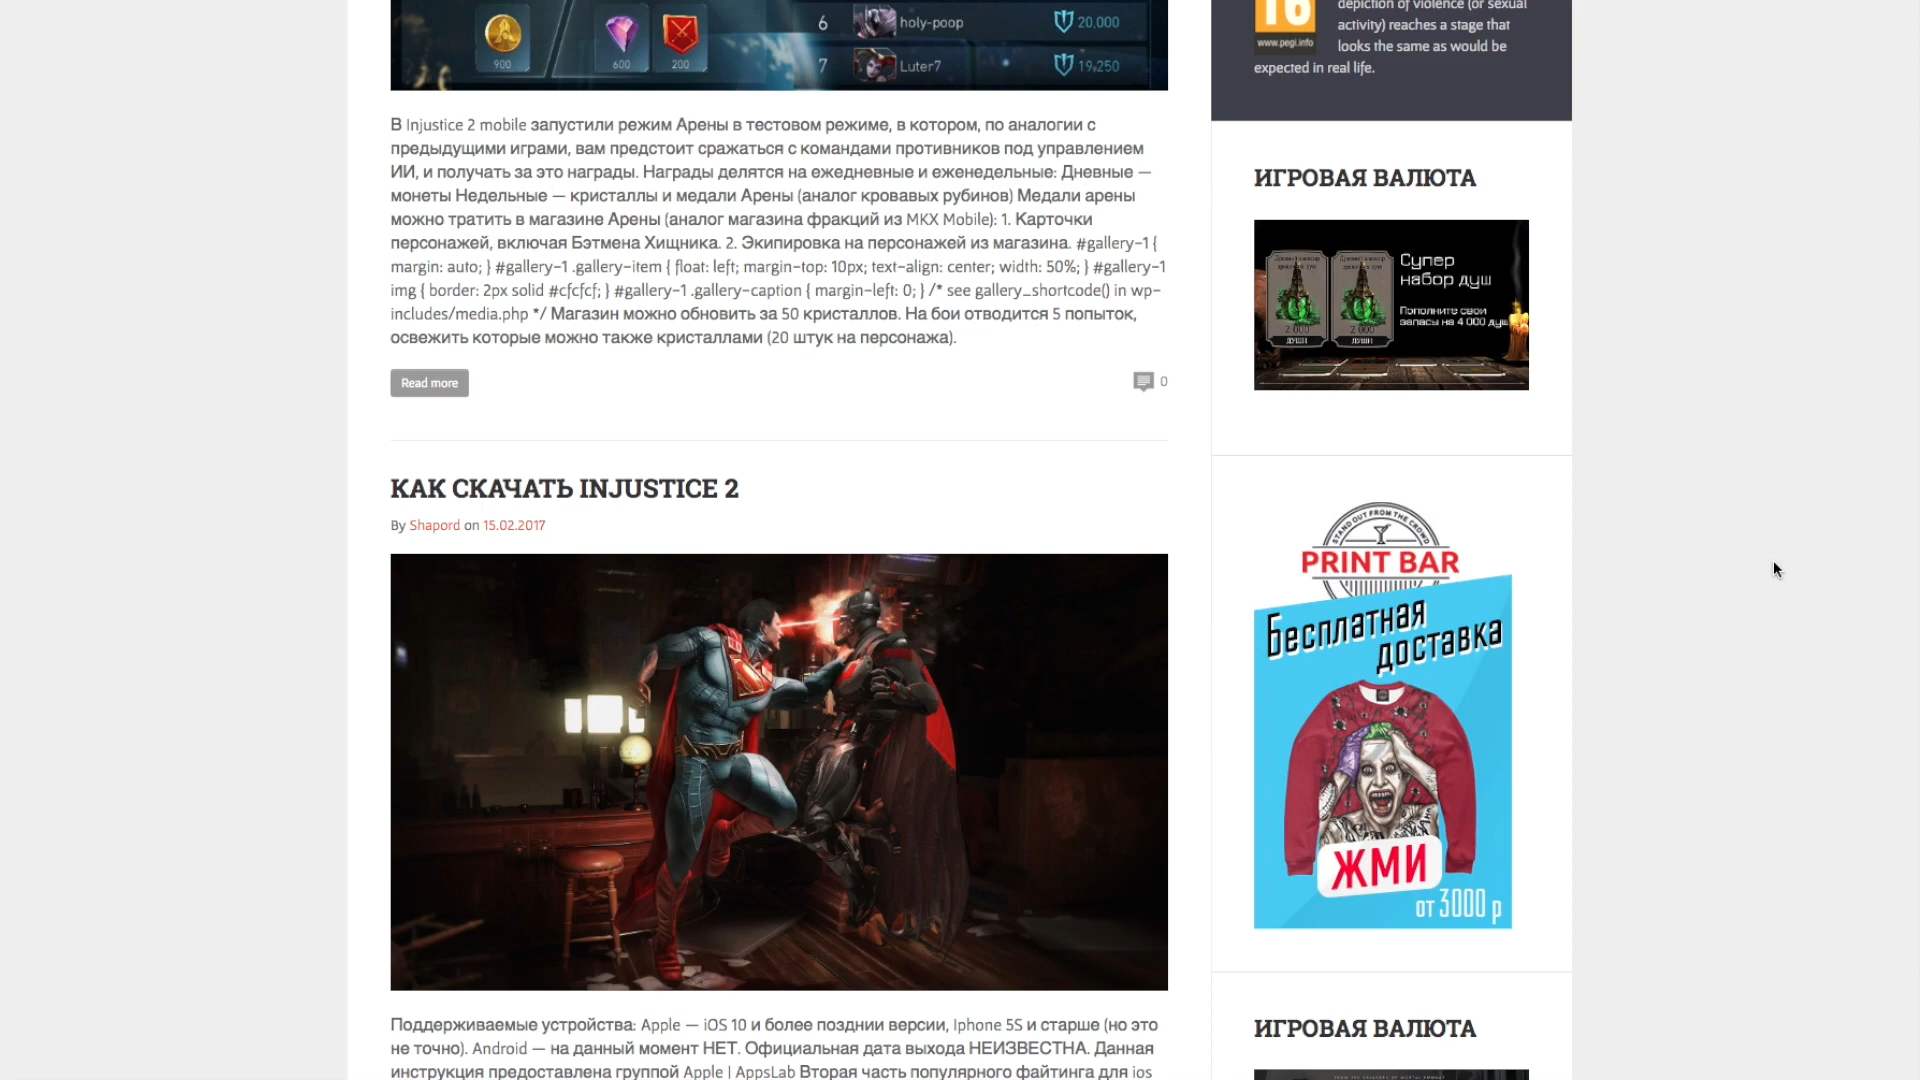 6 holy-poop 20,000
900 600 200
7 Luter7 19,250
В Injustice 2 mobile запустили режим Арены в тестовом режиме, в котором, по аналогии с
предыдущими играми, вам предстоит сражаться с командами противников под управлением
ИИ, и получать за это награды. Награды делятся на ежедневные и еженедельные: Дневные —
монеты Недельные — кристаллы и медали Арены (аналог кровавых рубинов) Медали арены
можно тратить в магазине Арены (аналог магазина фракций из MKX Mobile): 1. Карточки
персонажей, включая Бэтмена Хищника. 2. Экипировка на персонажей из магазина. #gallery-1 {
margin: auto; } #gallery-1 .gallery-item { float: left; margin-top: 10px; text-align: center; width: 50%; } #gallery-1
img { border: 2px solid #cfcfcf; } #gallery-1 .gallery-caption { margin-left: 0; } /* see gallery_shortcode() in wp-
includes/media.php */ Магазин можно обновить за 50 кристаллов. На бои отводится 5 попыток,
освежить которые можно также кристаллами (20 штук на персонажа).
Read more
0
КАК СКАЧАТЬ INJUSTICE 2
By Shapord on 15.02.2017
Поддерживаемые устройства: Apple — iOS 10 и более позднии версии, Iphone 5S и старше (но это
не точно). Android — на данный момент НЕТ. Официальная дата выхода НЕИЗВЕСТНА. Данная
инструкция предоставлена группой Apple | AppsLab Вторая часть популярного файтинга для ios
16
www.pegi.info
depiction of violence (or sexual
activity) reaches a stage that
looks the same as would be
expected in real life.
ИГРОВАЯ ВАЛЮТА
Супер
набор душ
Пополните свои
запасы на 4 000 душ
2 000 2 000
ДУШИ ДУШИ
STAND OUT FROM THE CROWD
PRINT BAR
Бесплатная
доставка
ЖМИ
от 3000 р
ИГРОВАЯ ВАЛЮТА